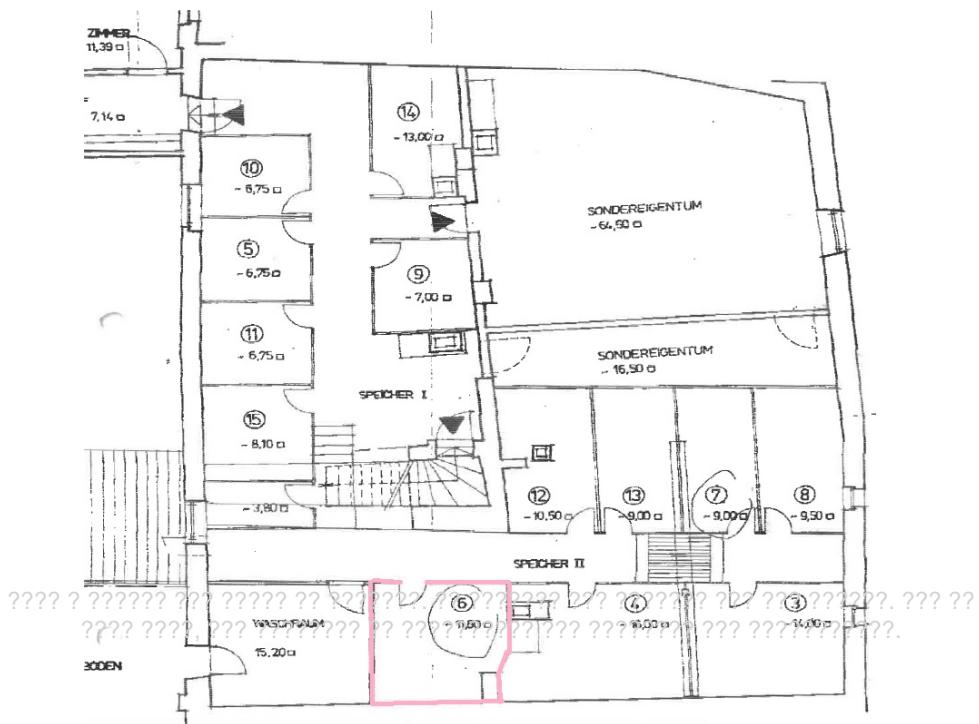 ZIMMER
11,39 □
7,14 □
14
~ 13,00 □
10
~ 6,75 □
SONDEREIGENTUM
~ 64,50 □
5
~ 6,75 □
9
~ 7,00 □
11
~ 6,75 □
SONDEREIGENTUM
~ 16,50 □
SPEICHER I
15
~ 8,10 □
~ 3,80 □
12
~ 10,50 □
13
~ 9,00 □
7
~ 9,00 □
8
~ 9,50 □
SPEICHER II
WASCHRAUM
15,20 □
6
4
3
~ 14,00 □
BÖDEN